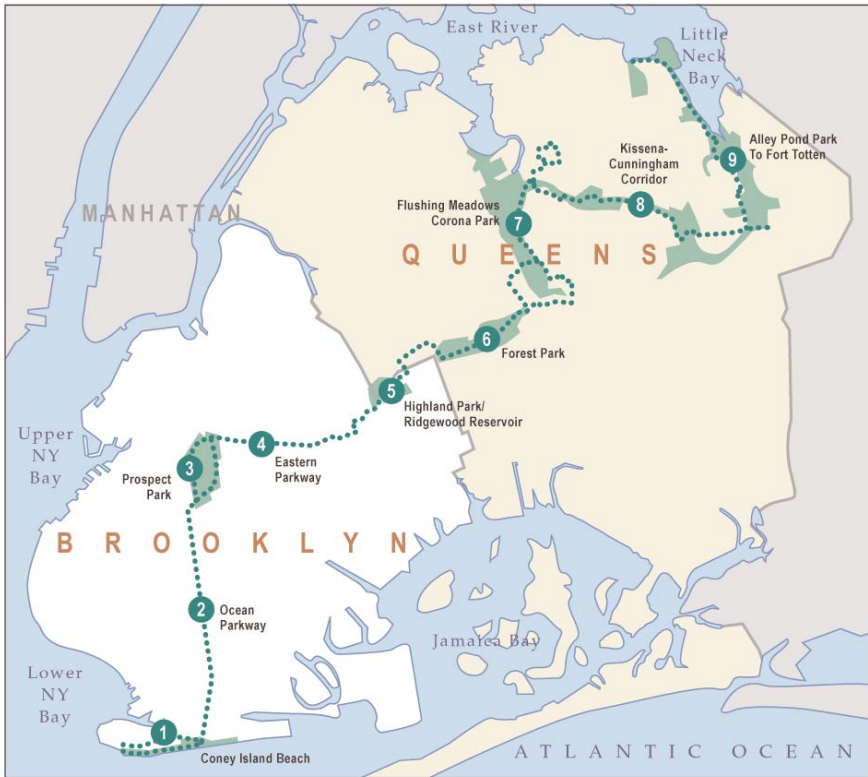 East River
Little
Neck
Bay
MANHATTAN
Kissena-
Cunningham
Corridor
Alley Pond Park
To Fort Totten
9
8
Flushing Meadows
Corona Park
7
QUEENS
6
Forest Park
5
Highland Park/
Ridgewood Reservoir
Upper
NY
Bay
4
Eastern
Parkway
3
Prospect
Park
BROOKLYN
2
Ocean
Parkway
Jamaica Bay
Lower
NY
Bay
1
Coney Island Beach
ATLANTIC OCEAN